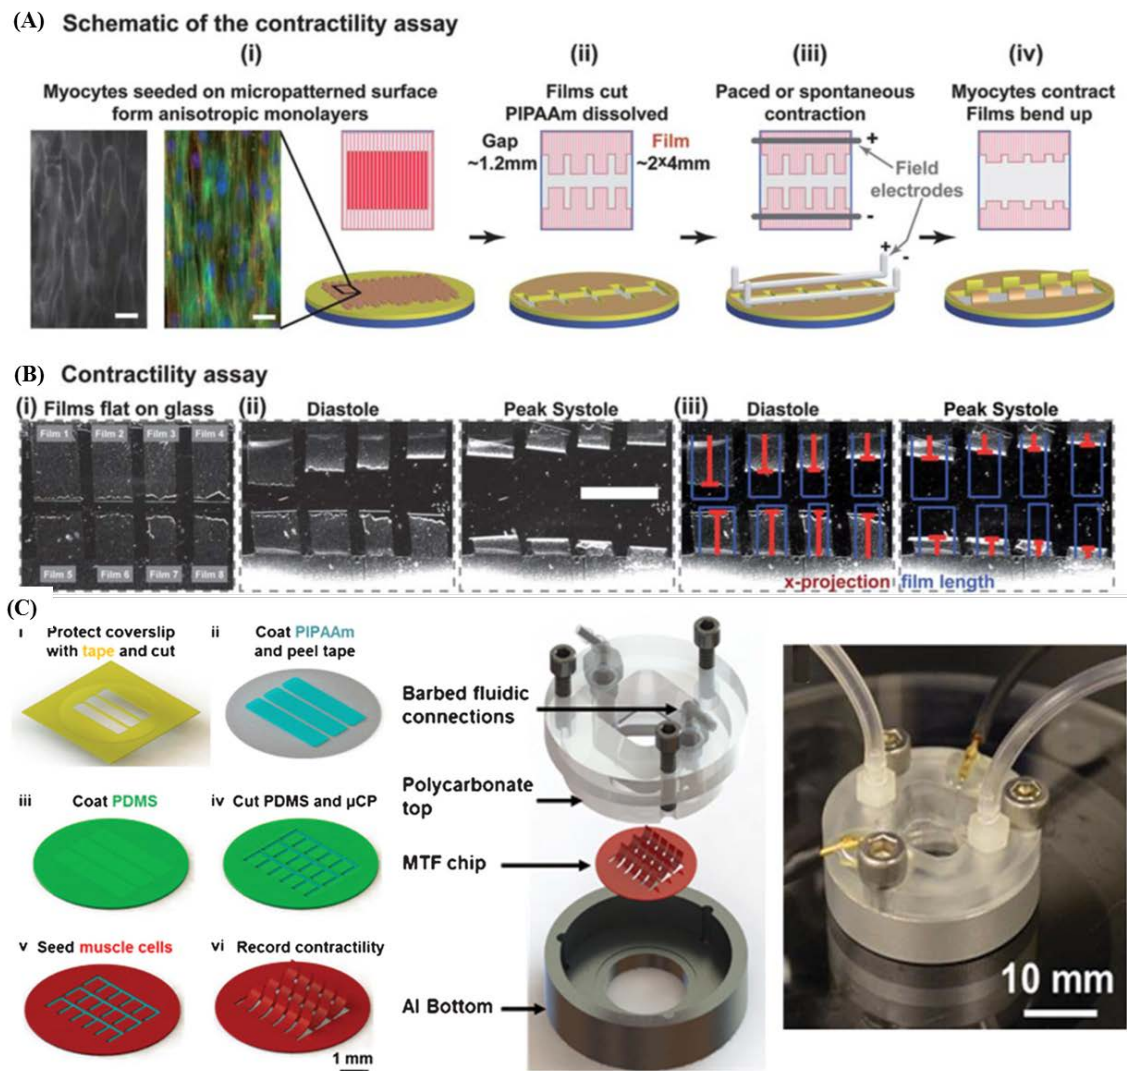 (A) Schematic of the contractility assay
(i)
(ii)
(iii)
(iv)
Myocytes seeded on micropatterned surface
form anisotropic monolayers
Films cut
PIPAAm dissolved
Paced or spontaneous
contraction
Myocytes contract
Films bend up
Gap
~1.2mm
Film
~2x4mm
+
-
Field
electrodes
+
-
(B) Contractility assay
(i) Films flat on glass
(ii)
Diastole
Peak Systole
(iii)
Diastole
Peak Systole
Film 1
Film 2
Film 3
Film 4
Film 5
Film 6
Film 7
Film 8
x-projection
film length
(C)
i Protect coverslip
with tape and cut
ii Coat PIPAAm
and peel tape
iii Coat PDMS
iv Cut PDMS and µCP
v Seed muscle cells
vi Record contractility
1 mm
Barbed fluidic
connections
Polycarbonate
top
MTF chip
Al Bottom
10 mm